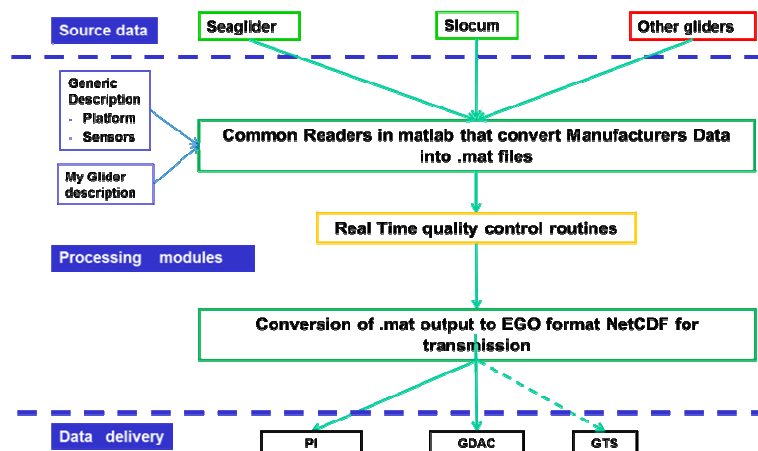 Source data
Seaglider
Slocum
Other gliders
Generic
Description
- Platform
- Sensors
My Glider
description
Common Readers in matlab that convert Manufacturers Data
into .mat files
Real Time quality control routines
Processing modules
Conversion of .mat output to EGO format NetCDF for
transmission
Data delivery
PI
GDAC
GTS